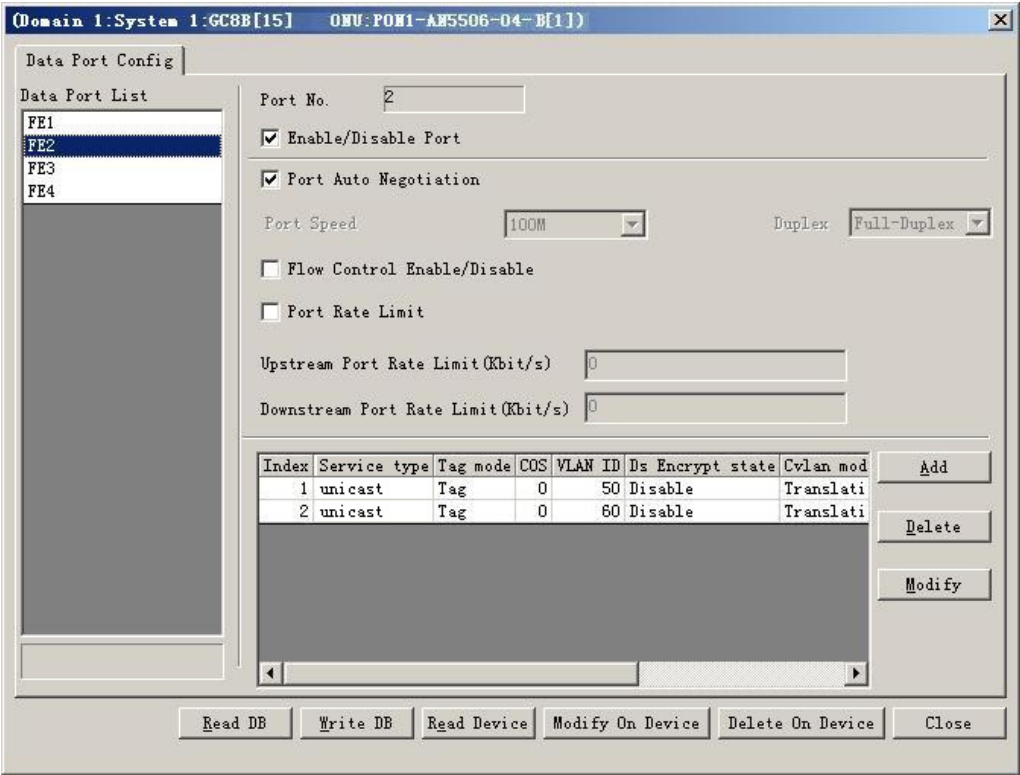 (Domain 1:System 1:GC8B[15] ONU:PON1-AN5506-04-B[1])
Data Port Config
Data Port List
FE1
FE2
FE3
FE4
Port No. 2
Enable/Disable Port
Port Auto Negotiation
Port Speed 100M Duplex Full-Duplex
Flow Control Enable/Disable
Port Rate Limit
Upstream Port Rate Limit(Kbit/s) 0
Downstream Port Rate Limit(Kbit/s) 0
Index Service type Tag mode COS VLAN ID Ds Encrypt state Cvlan mod
1 unicast Tag 0 50 Disable Translati
2 unicast Tag 0 60 Disable Translati
Add
Delete
Modify
Read DB Write DB Read Device Modify On Device Delete On Device Close